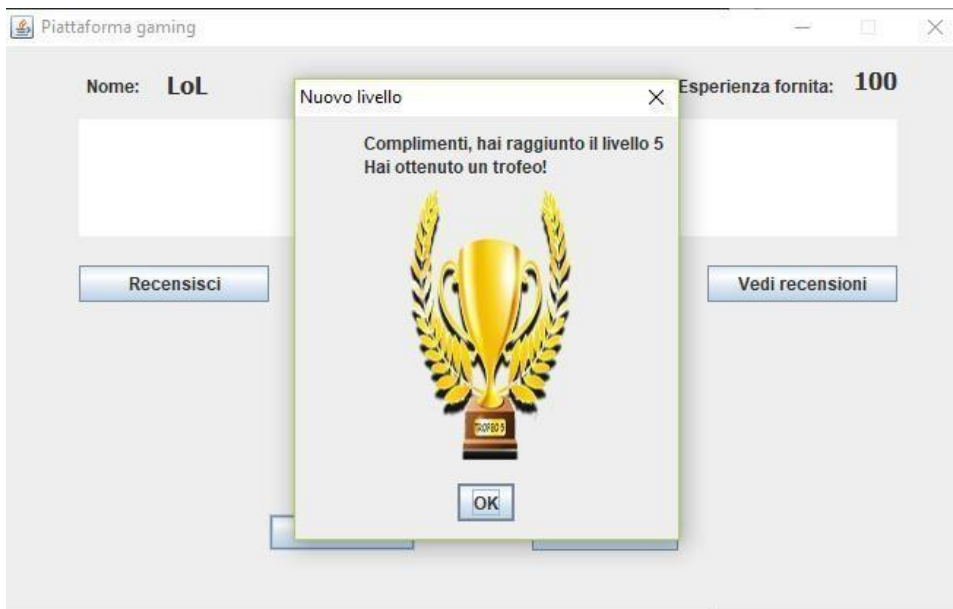 Piattaforma gaming
Nome: LoL
Esperienza fornita: 100
Nuovo livello
Complimenti, hai raggiunto il livello 5
Hai ottenuto un trofeo!
Recensisci
Vedi recensioni
TROFEO 5
OK